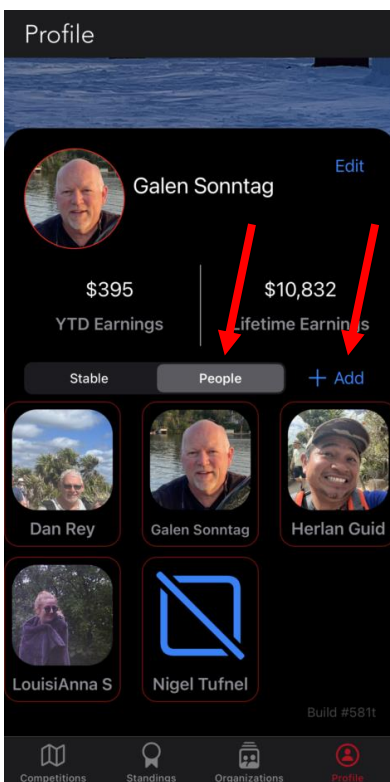 Profile
Edit
Galen Sonntag
$395 $10,832
YTD Earnings Lifetime Earnings
Stable People + Add
Dan Rey Galen Sonntag Herlan Guid
LouisiAnna S Nigel Tufnel
Build #581t
Competitions Standings Organizations Profile